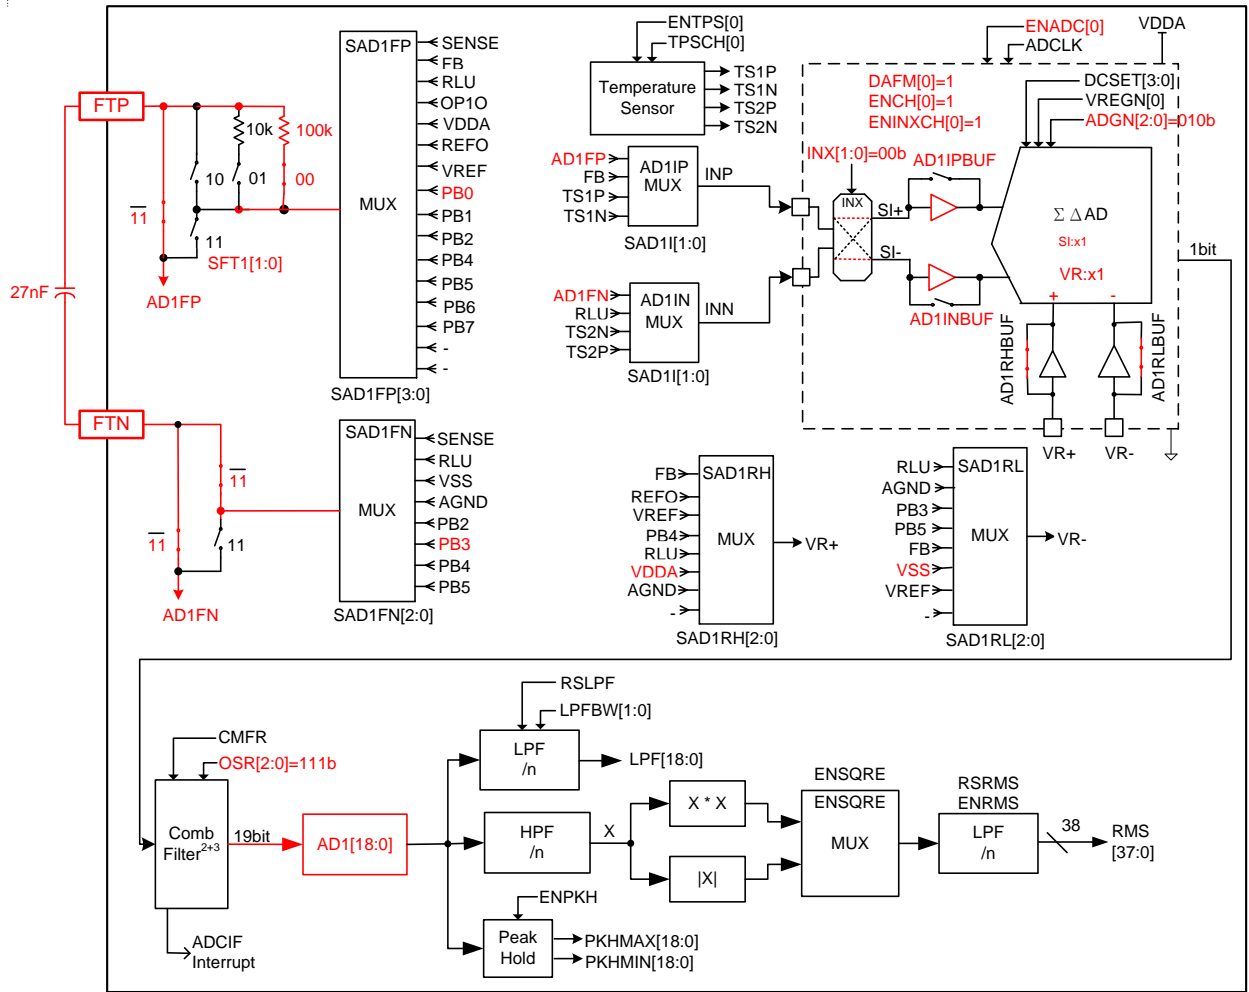 ENTPS[0]
TPSCH[0]
ENADC[0]
ADCLK
VDDA
SAD1FP
SENSE
FB
RLU
OP1O
VDDA
REFO
VREF
PB0
PB1
PB2
PB4
PB5
PB6
PB7
-
-
MUX
SAD1FP[3:0]
FTP
10k
100k
10
01
00
11
11
SFT1[1:0]
AD1FP
27nF
FTN
11
11
11
AD1FN
SAD1FN
SENSE
RLU
VSS
AGND
PB2
PB3
PB4
PB5
MUX
SAD1FN[2:0]
Temperature
Sensor
TS1P
TS1N
TS2P
TS2N
AD1FP
FB
TS1P
TS1N
AD1IP
MUX
INP
SAD1I[1:0]
AD1FN
RLU
TS2N
TS2P
AD1IN
MUX
INN
SAD1I[1:0]
DAFM[0]=1
ENCH[0]=1
ENINXCH[0]=1
INX[1:0]=00b
INX
SI+
SI-
AD1IPBUF
AD1INBUF
DCSET[3:0]
VREGN[0]
ADGN[2:0]=010b
Σ Δ AD
SI:x1
VR:x1
+
-
1bit
AD1RHBUF
AD1RLBUF
VR+
VR-
FB
REFO
VREF
PB4
RLU
VDDA
AGND
-
SAD1RH
MUX
VR+
SAD1RH[2:0]
RLU
AGND
PB3
PB5
FB
VSS
VREF
-
SAD1RL
MUX
VR-
SAD1RL[2:0]
CMFR
OSR[2:0]=111b
Comb
Filter2+3
19bit
ADCIF
Interrupt
AD1[18:0]
RSLPF
LPFBW[1:0]
LPF
/n
LPF[18:0]
HPF
/n
X
X * X
|X|
ENPKH
Peak
Hold
PKHMAX[18:0]
PKHMIN[18:0]
ENSQRE
ENSQRE
MUX
RSRMS
ENRMS
LPF
/n
38
RMS
[37:0]